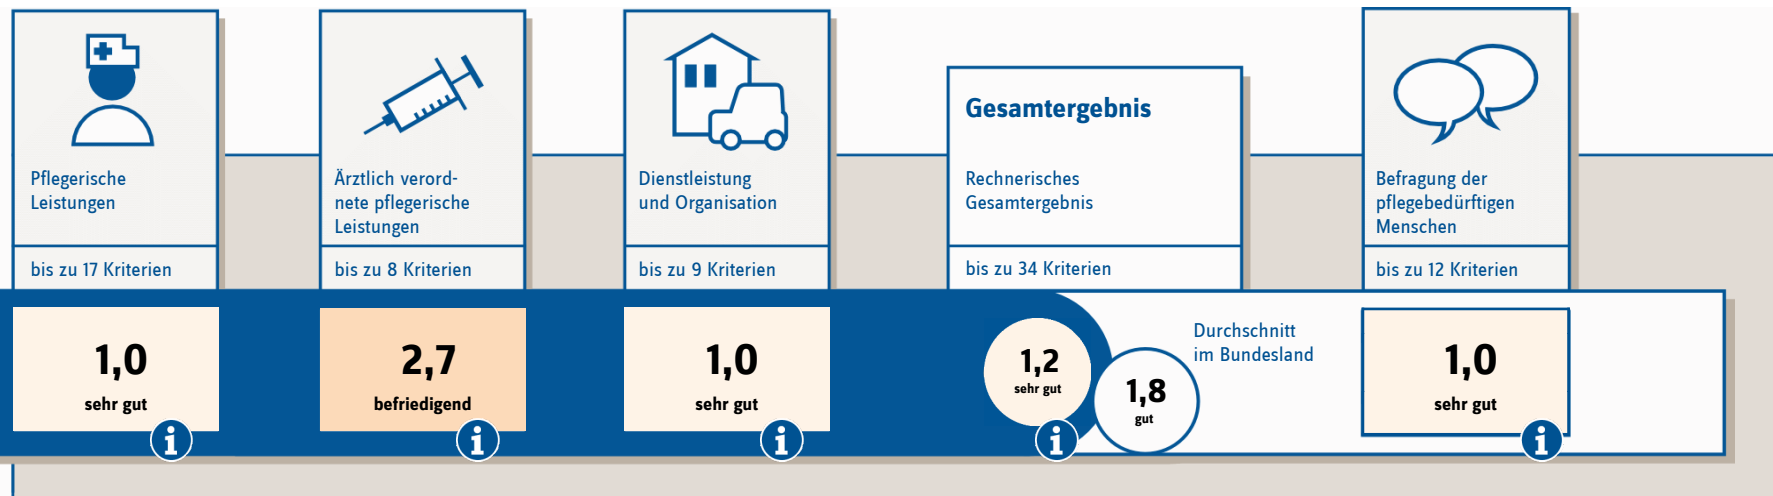 Pflegerische
Leistungen
bis zu 17 Kriterien
1,0
sehr gut
Ärztlich verord-
nete pflegerische
Leistungen
bis zu 8 Kriterien
2,7
befriedigend
Dienstleistung
und Organisation
bis zu 9 Kriterien
1,0
sehr gut
Gesamtergebnis
Rechnerisches
Gesamtergebnis
bis zu 34 Kriterien
1,2
sehr gut
1,8
gut
Durchschnitt
im Bundesland
Befragung der
pflegebedürftigen
Menschen
bis zu 12 Kriterien
1,0
sehr gut